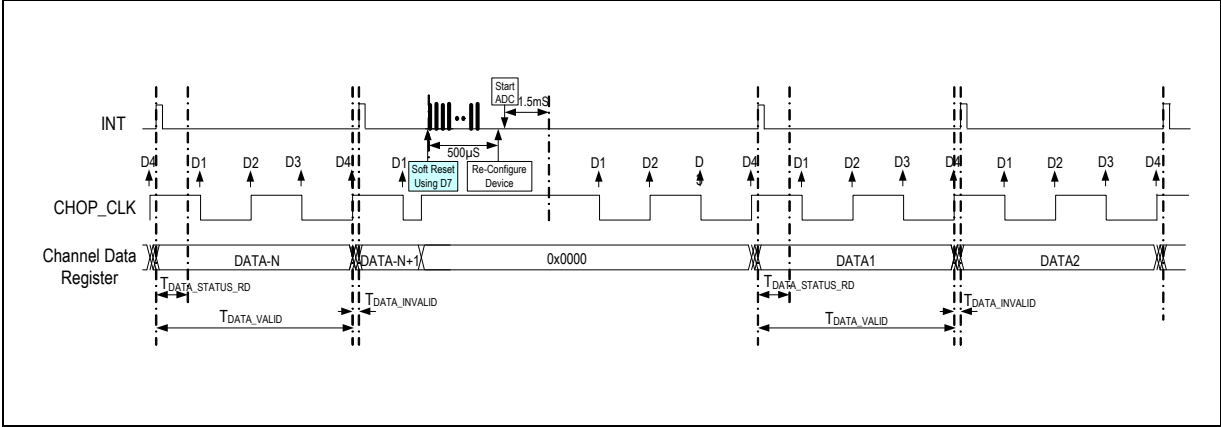 Start
ADC
1.5mS
INT
500µS
D4 D1 D2 D3 D4 D1 D1 D2 D D4 D1 D2 D3 D4 D1 D2 D3 D4
Soft Reset
Using D7
Re-Configure
Device
CHOP_CLK
Channel Data
Register
DATA-N DATA-N+1 0x0000 DATA1 DATA2
TDATA_STATUS_RD TDATA_INVALID TDATA_STATUS_RD TDATA_INVALID
TDATA_VALID TDATA_VALID